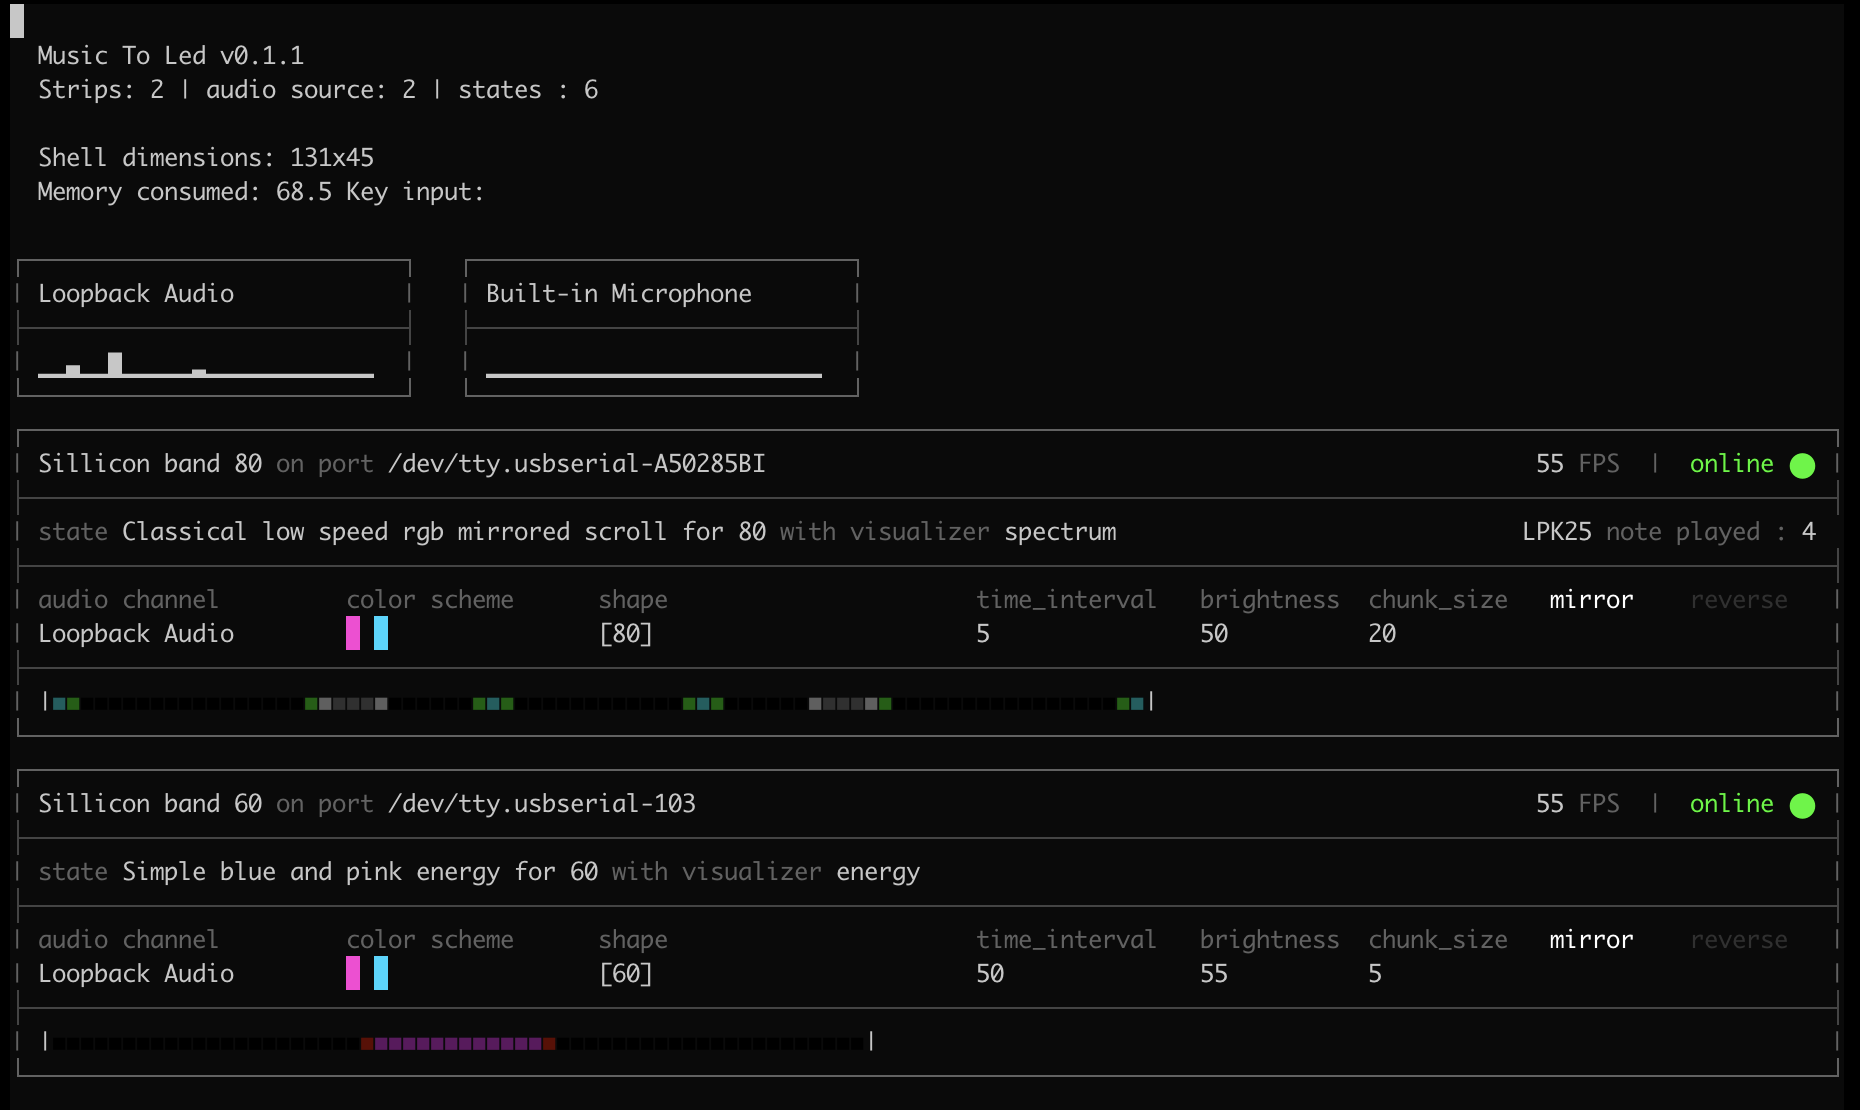 Music To Led v0.1.1
Strips: 2 | audio source: 2 | states : 6
Shell dimensions: 131x45
Memory consumed: 68.5 Key input:
Loopback Audio
Built-in Microphone
Sillicon band 80 on port /dev/tty.usbserial-A50285BI 55 FPS | online
state Classical low speed rgb mirrored scroll for 80 with visualizer spectrum LPK25 note played : 4
audio channel color scheme shape time_interval brightness chunk_size mirror reverse
Loopback Audio [80] 5 50 20
Sillicon band 60 on port /dev/tty.usbserial-103 55 FPS | online
state Simple blue and pink energy for 60 with visualizer energy
audio channel color scheme shape time_interval brightness chunk_size mirror reverse
Loopback Audio [60] 50 55 5